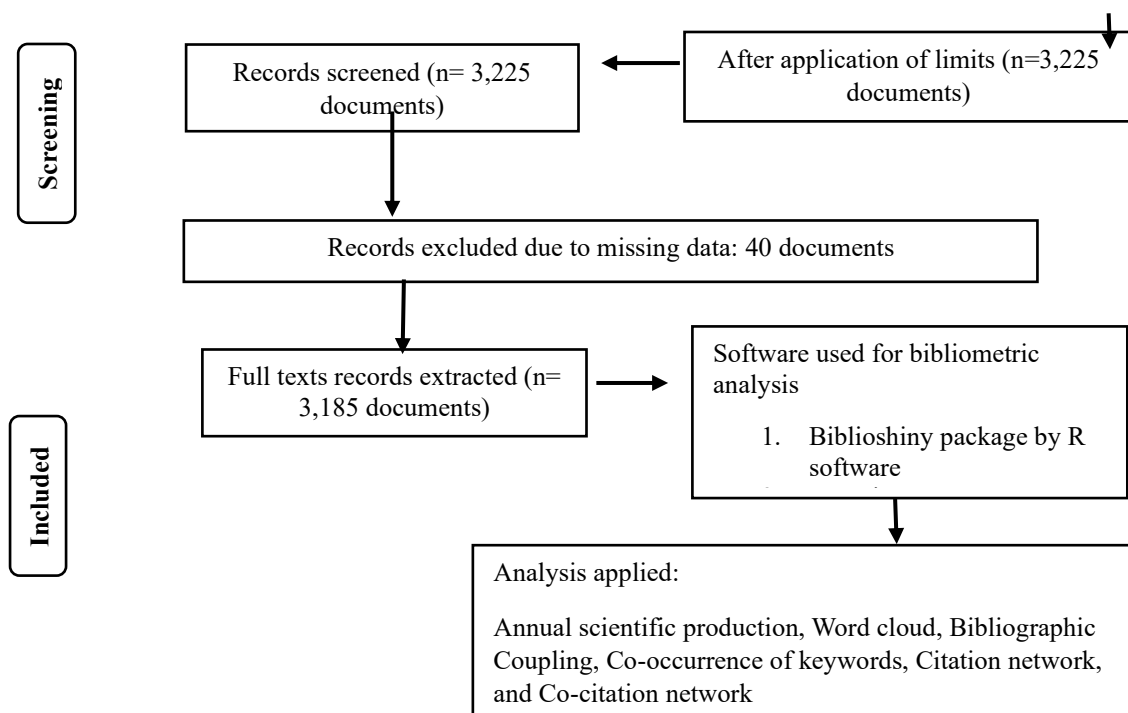 Screening
After application of limits (n=3,225
documents)
Records screened (n= 3,225
documents)
Records excluded due to missing data: 40 documents
Included
Full texts records extracted (n=
3,185 documents)
Software used for bibliometric
analysis
1. Biblioshiny package by R
software
Analysis applied:
Annual scientific production, Word cloud, Bibliographic
Coupling, Co-occurrence of keywords, Citation network,
and Co-citation network